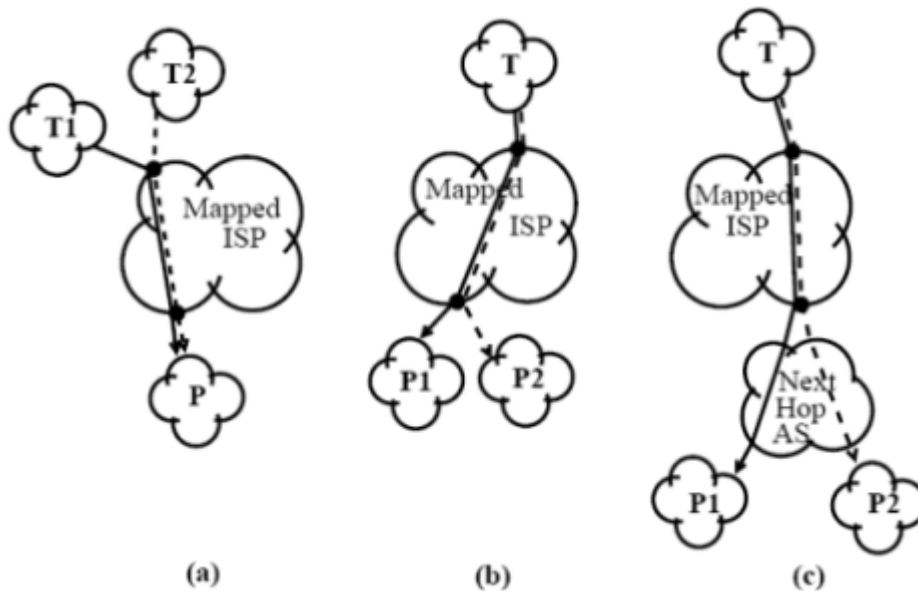 T2
T1
Mapped
ISP
P
(a)
T
Mapped
ISP
P1
P2
(b)
T
Mapped
ISP
Next
Hop
AS
P1
P2
(c)